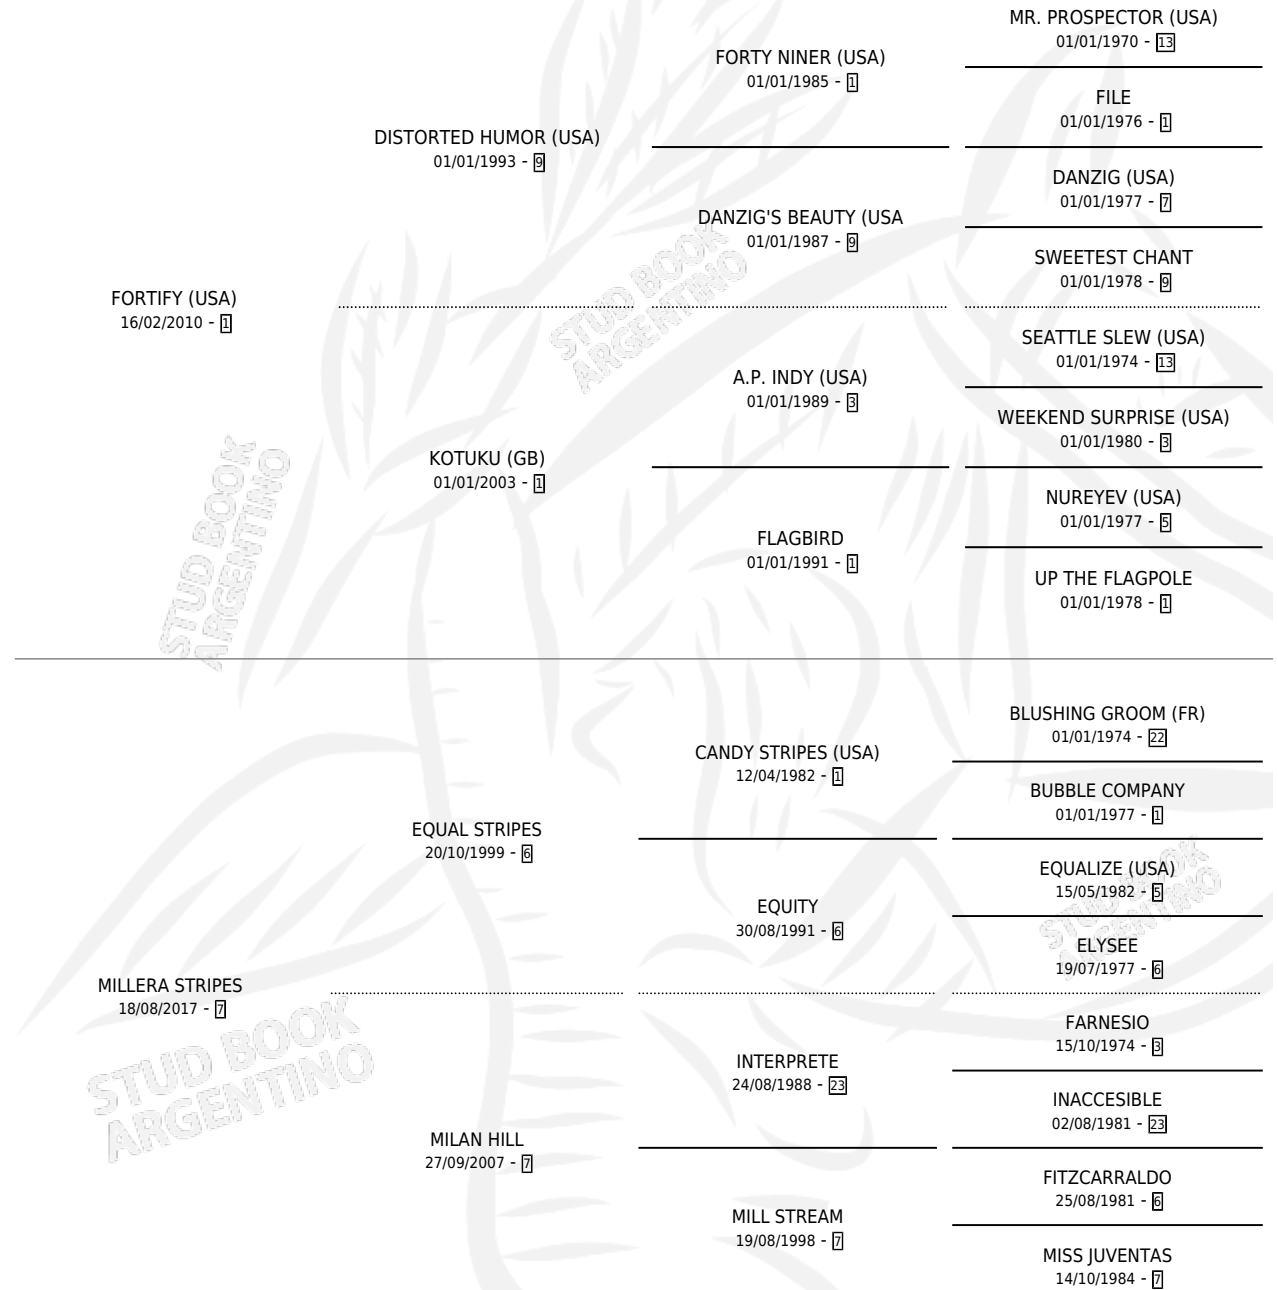 MR. PROSPECTOR (USA)
01/01/1970 - 13
FORTY NINER (USA)
01/01/1985 - 1
FILE
01/01/1976 - 1
DISTORTED HUMOR (USA)
01/01/1993 - 9
DANZIG (USA)
01/01/1977 - 7
DANZIG'S BEAUTY (USA
01/01/1987 - 9
SWEETEST CHANT
01/01/1978 - 9
FORTIFY (USA)
16/02/2010 - 1
SEATTLE SLEW (USA)
01/01/1974 - 13
A.P. INDY (USA)
01/01/1989 - 3
WEEKEND SURPRISE (USA)
01/01/1980 - 3
KOTUKU (GB)
01/01/2003 - 1
NUREYEV (USA)
01/01/1977 - 5
FLAGBIRD
01/01/1991 - 1
UP THE FLAGPOLE
01/01/1978 - 1
STUD BOOK
ARGENTINO
STUD BOOK
ARGENTINO
BLUSHING GROOM (FR)
01/01/1974 - 22
CANDY STRIPES (USA)
12/04/1982 - 1
BUBBLE COMPANY
01/01/1977 - 1
EQUAL STRIPES
20/10/1999 - 6
EQUALIZE (USA)
15/05/1982 - 5
EQUITY
30/08/1991 - 6
ELYSEE
19/07/1977 - 6
MILLERA STRIPES
18/08/2017 - 7
FARNESIO
15/10/1974 - 3
INTERPRETE
24/08/1988 - 23
INACCESIBLE
02/08/1981 - 23
MILAN HILL
27/09/2007 - 7
FITZCARRALDO
25/08/1981 - 6
MILL STREAM
19/08/1998 - 7
MISS JUVENTAS
14/10/1984 - 7
STUD BOOK
ARGENTINO
STUD BOOK
ARGENTINO